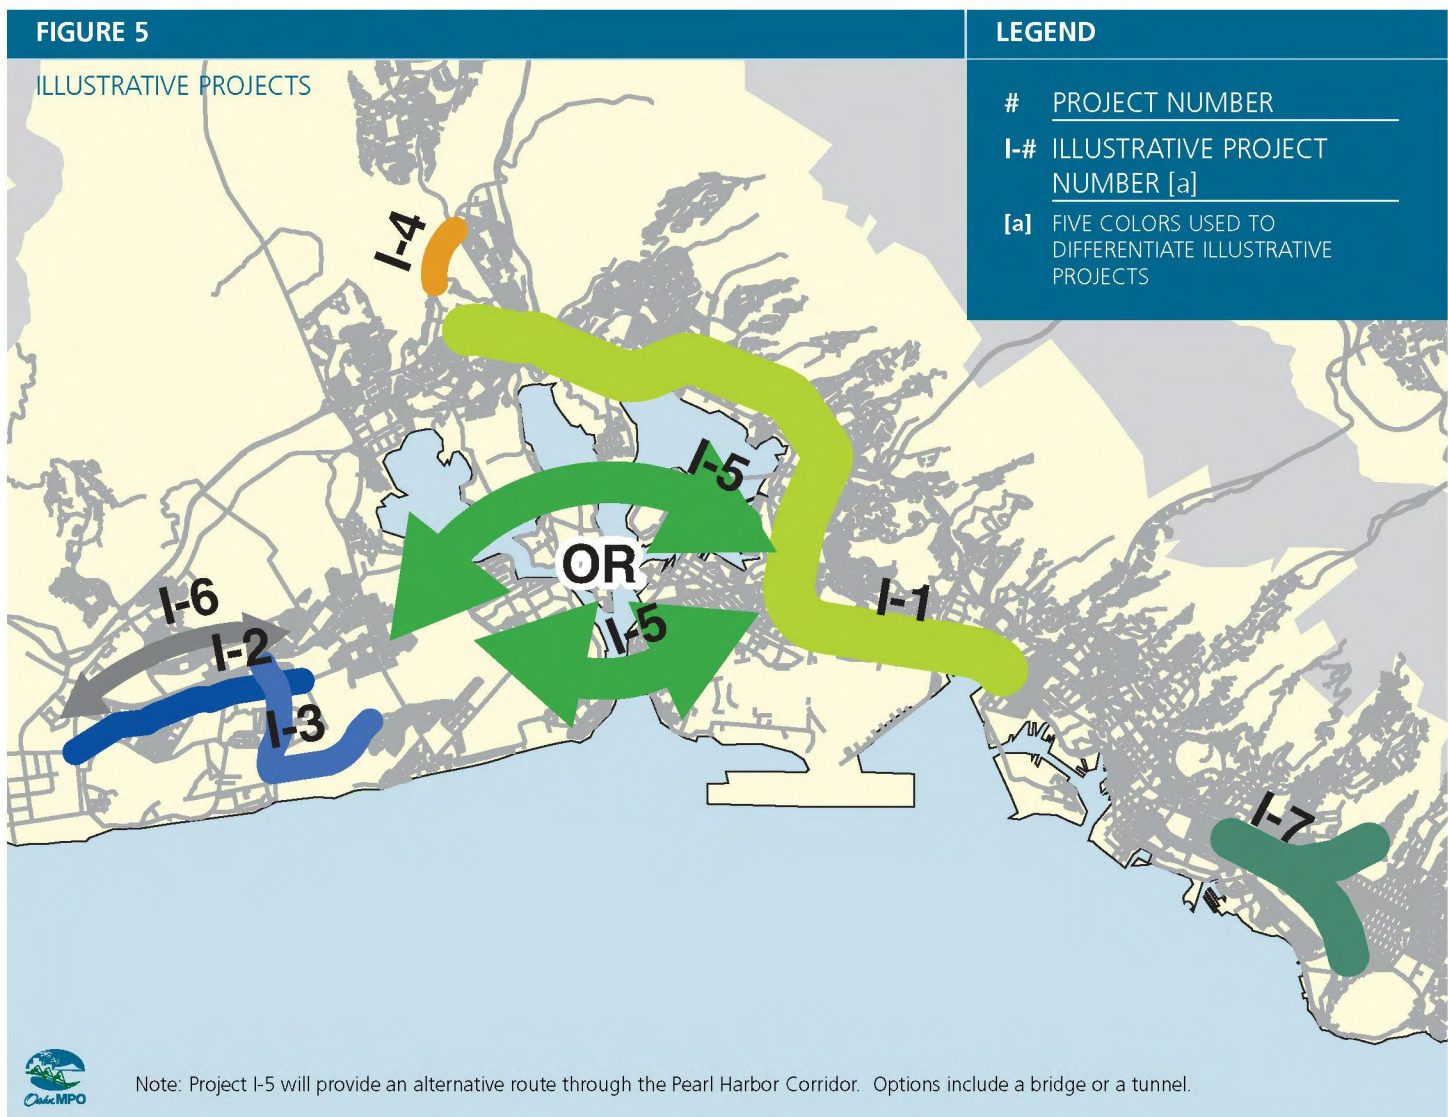 FIGURE 5
ILLUSTRATIVE PROJECTS
LEGEND
# PROJECT NUMBER
I-# ILLUSTRATIVE PROJECT
NUMBER [a]
[a] FIVE COLORS USED TO
DIFFERENTIATE ILLUSTRATIVE
PROJECTS
I-4
I-5
OR
I-6
I-1
I-5
I-2
I-3
I-7
Note: Project I-5 will provide an alternative route through the Pearl Harbor Corridor. Options include a bridge or a tunnel.
Oahu MPO